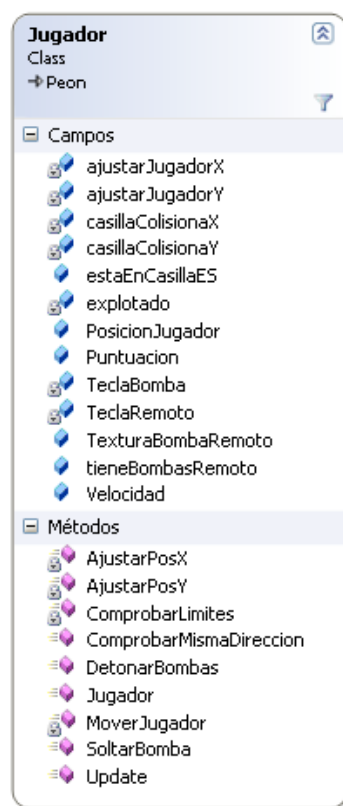 Jugador
Class
Peon
Campos
ajustarJugadorX
ajustarJugadorY
casillaColisionaX
casillaColisionaY
estaEnCasillaES
explotado
PosicionJugador
Puntuacion
TeclaBomba
TeclaRemoto
TexturaBombaRemoto
tieneBombasRemoto
Velocidad
Métodos
AjustarPosX
AjustarPosY
ComprobarLimites
ComprobarMismaDireccion
DetonarBombas
Jugador
MoverJugador
SoltarBomba
Update